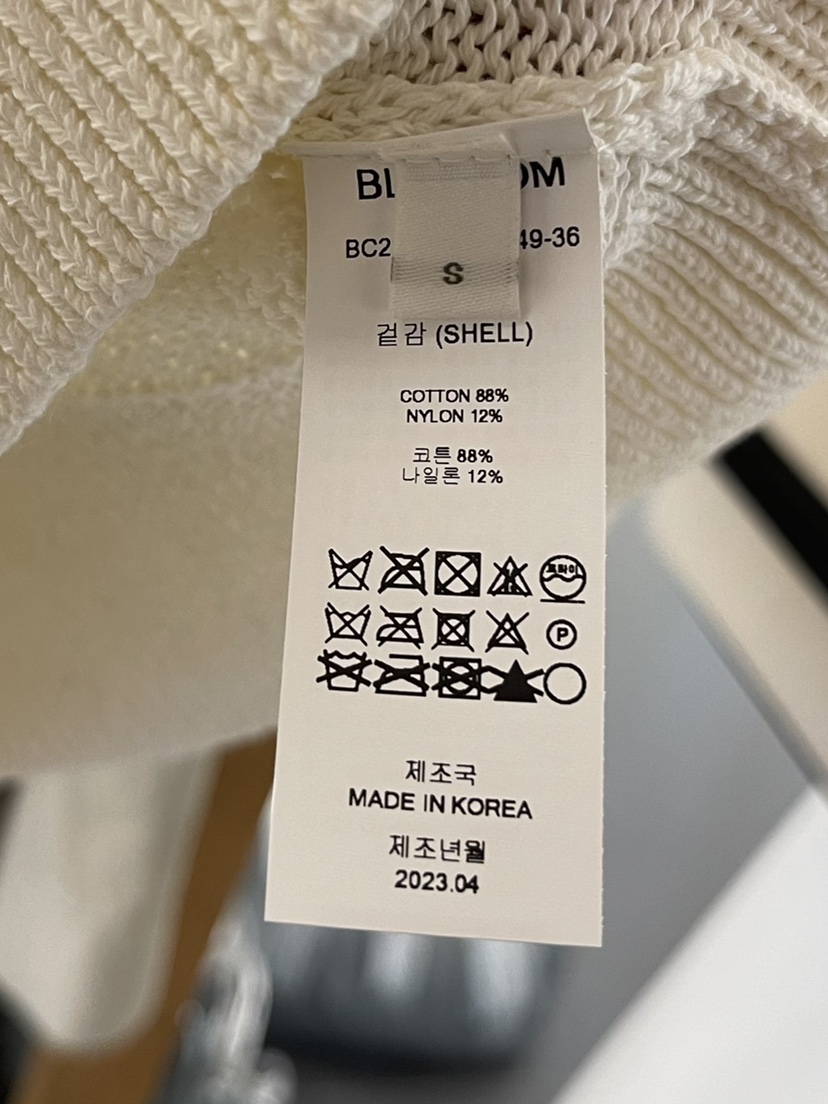 BL OM
BC2 49-36
S
겉감 (SHELL)
COTTON 88%
NYLON 12%
코튼 88%
나일론 12%
드라이
P
제조국
MADE IN KOREA
제조년월
2023.04